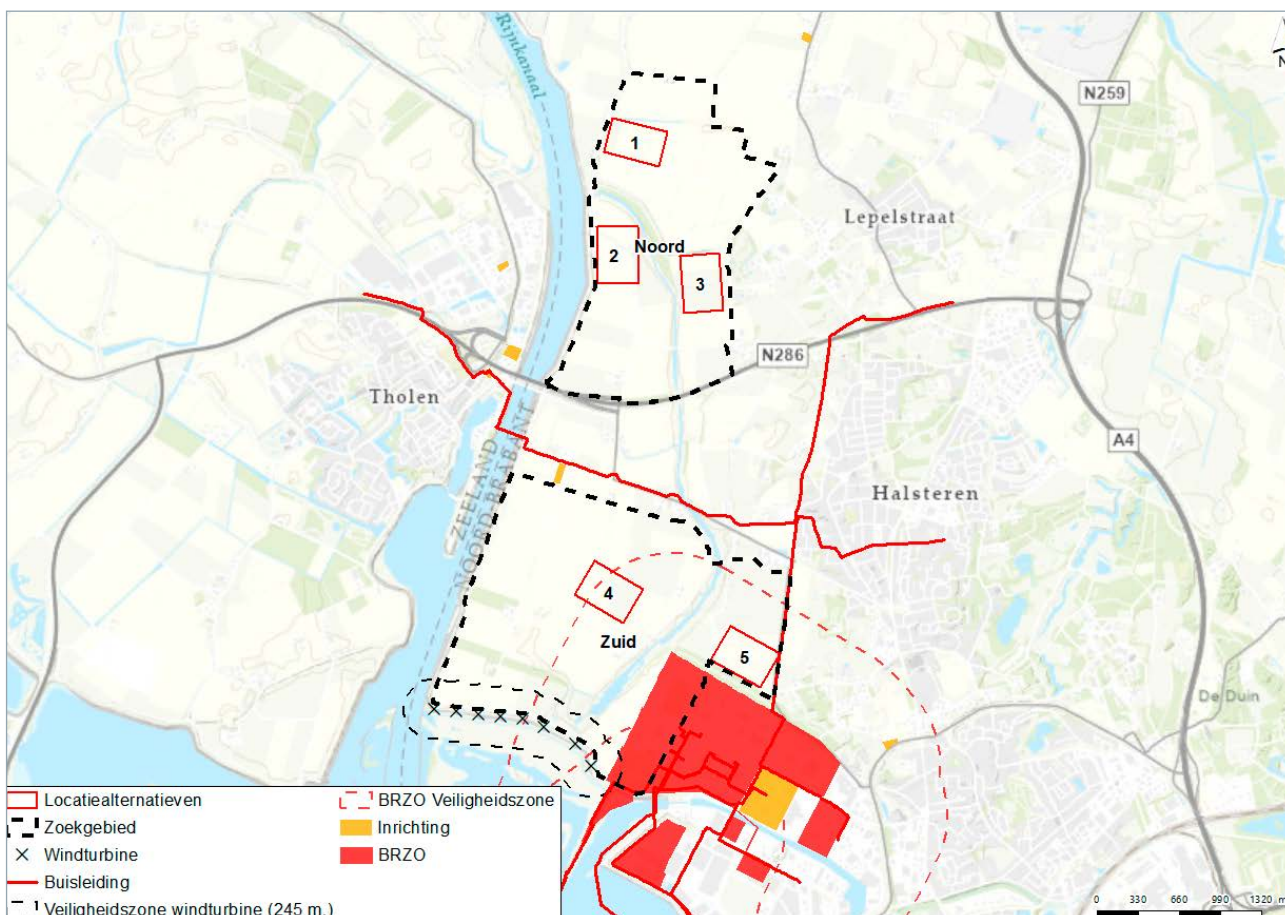 Rijnkanaal
N
N259
1
Lepelstraat
2
Noord
3
N286
Tholen
A4
ZEELAND
NOORD-BRABANT
Halsteren
4
Zuid
5
De Duin
Locatiealternatieven
Zoekgebied
Windturbine
Buisleiding
Veiligheidszone windturbine (245 m.)
BRZO Veiligheidszone
Inrichting
BRZO
0 330 660 990 1320 m